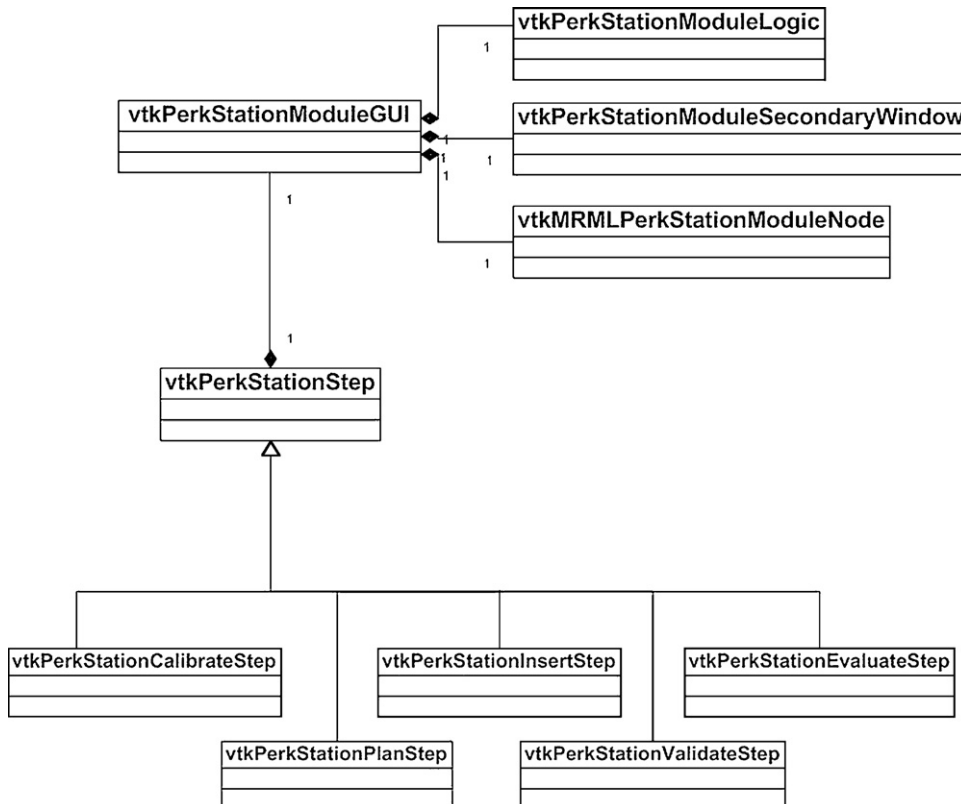 vtkPerkStationModuleLogic
1
vtkPerkStationModuleGUI
vtkPerkStationModuleSecondaryWindow
1
1
1
1
1
vtkMRMLPerkStationModuleNode
1
1
vtkPerkStationStep
vtkPerkStationCalibrateStep
vtkPerkStationInsertStep
vtkPerkStationEvaluateStep
vtkPerkStationPlanStep
vtkPerkStationValidateStep